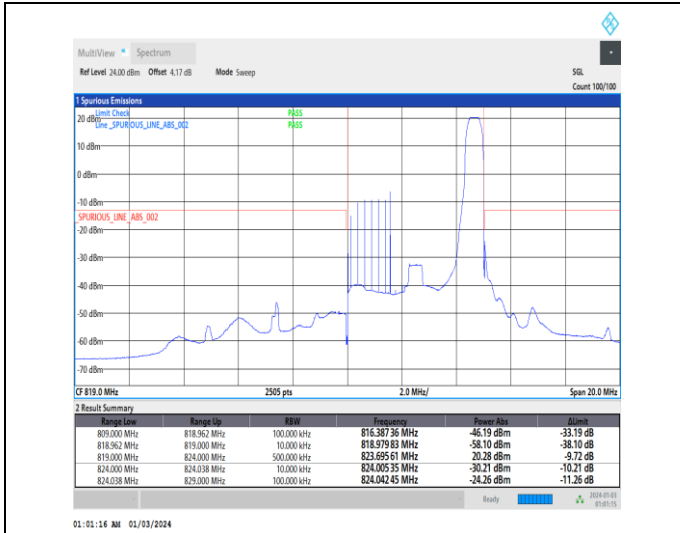 MultiView Spectrum
Ref Level 24.00 dBm Offset 4.17 dB Mode Sweep SGL
Count 100/100
1 Spurious Emissions
Limit Check PASS
20 dBm Line _SPURIOUS_LINE_ABS_002 PASS
10 dBm
0 dBm
-10 dBm
_SPURIOUS_LINE_ABS_002
-20 dBm
-30 dBm
-40 dBm
-50 dBm
-60 dBm
-70 dBm
CF 819.0 MHz 2505 pts 2.0 MHz/ Span 20.0 MHz
2 Result Summary
Range Low Range Up RBW Frequency Power Abs ΔLimit
809.000 MHz 818.962 MHz 100.000 kHz 816.387 36 MHz -46.19 dBm -33.19 dB
818.962 MHz 819.000 MHz 10.000 kHz 818.979 83 MHz -58.10 dBm -38.10 dB
819.000 MHz 824.000 MHz 500.000 kHz 823.695 61 MHz 20.28 dBm -9.72 dB
824.000 MHz 824.038 MHz 10.000 kHz 824.005 35 MHz -30.21 dBm -10.21 dB
824.038 MHz 829.000 MHz 100.000 kHz 824.042 45 MHz -24.26 dBm -11.26 dB
Ready 2024-01-03
01:01:15
01:01:16 AM 01/03/2024